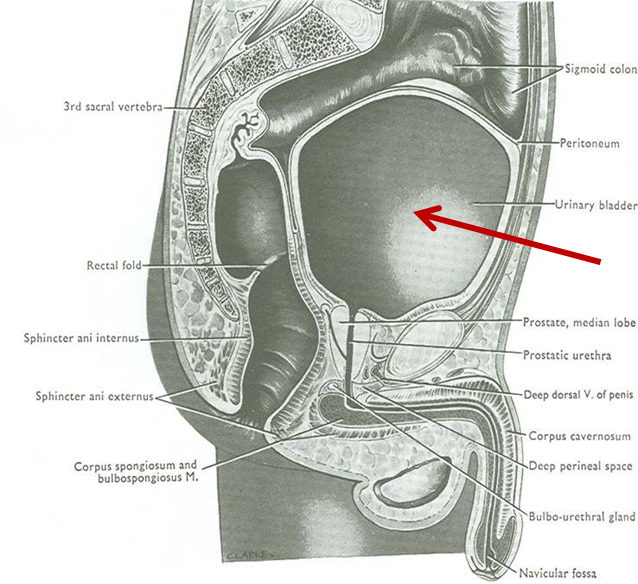 Sigmoid colon
3rd sacral vertebra
Peritoneum
Urinary bladder
Rectal fold
Prostate, median lobe
Sphincter ani internus
Prostatic urethra
Sphincter ani externus
Deep dorsal V. of penis
Corpus cavernosum
Corpus spongiosum and
bulbospongiosus M.
Deep perineal space
Bulbo-urethral gland
CLARKE
Navicular fossa